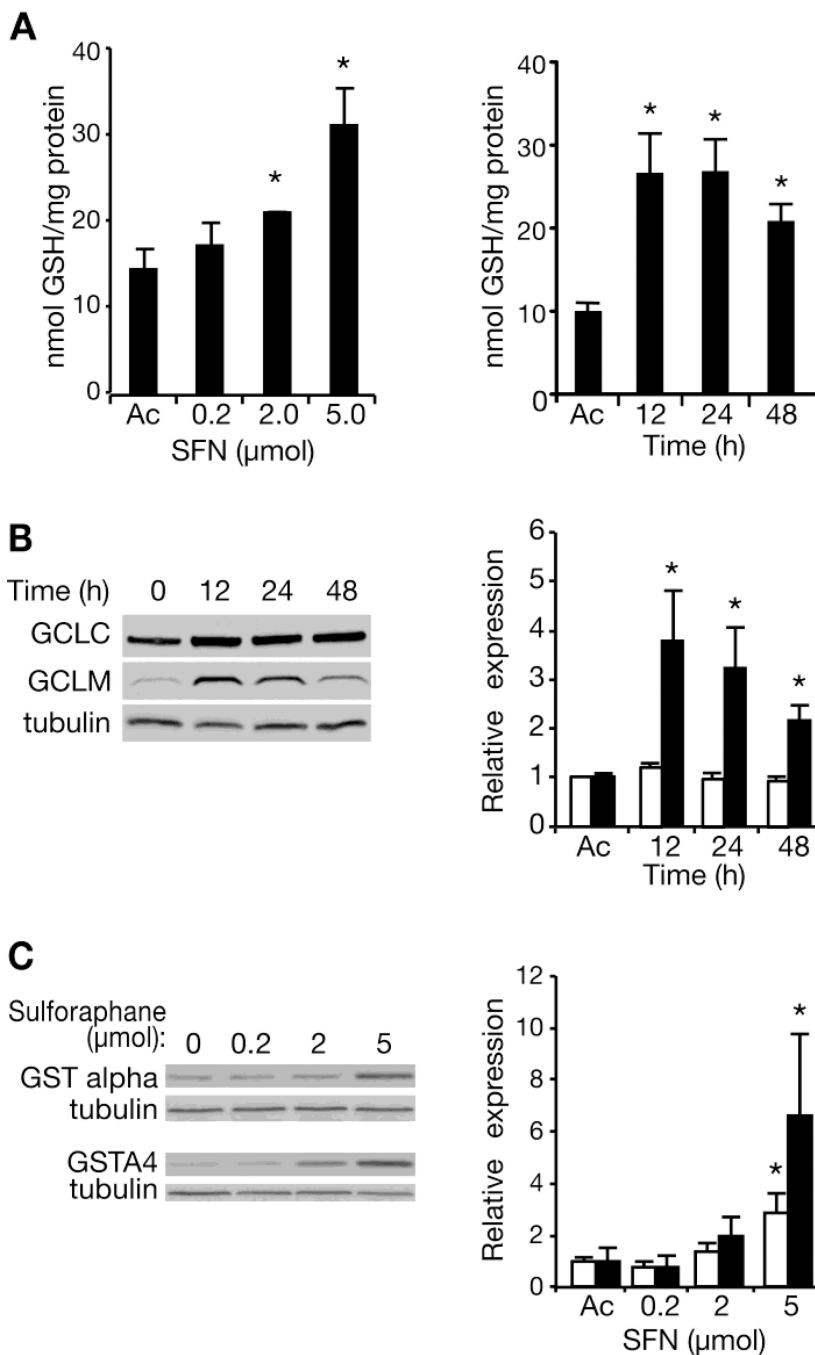 A
nmol GSH/mg protein
40
30
20
10
0
*
*
Ac 0.2 2.0 5.0
SFN (µmol)
nmol GSH/mg protein
40
30
20
10
0
* * *
Ac 12 24 48
Time (h)
B
Time (h) 0 12 24 48
GCLC
GCLM
tubulin
Relative expression
6
5
4
3
2
1
0
*
*
*
Ac 12 24 48
Time (h)
C
Sulforaphane
(µmol): 0 0.2 2 5
GST alpha
tubulin
GSTA4
tubulin
Relative expression
12
10
8
6
4
2
0
*
*
Ac 0.2 2 5
SFN (µmol)